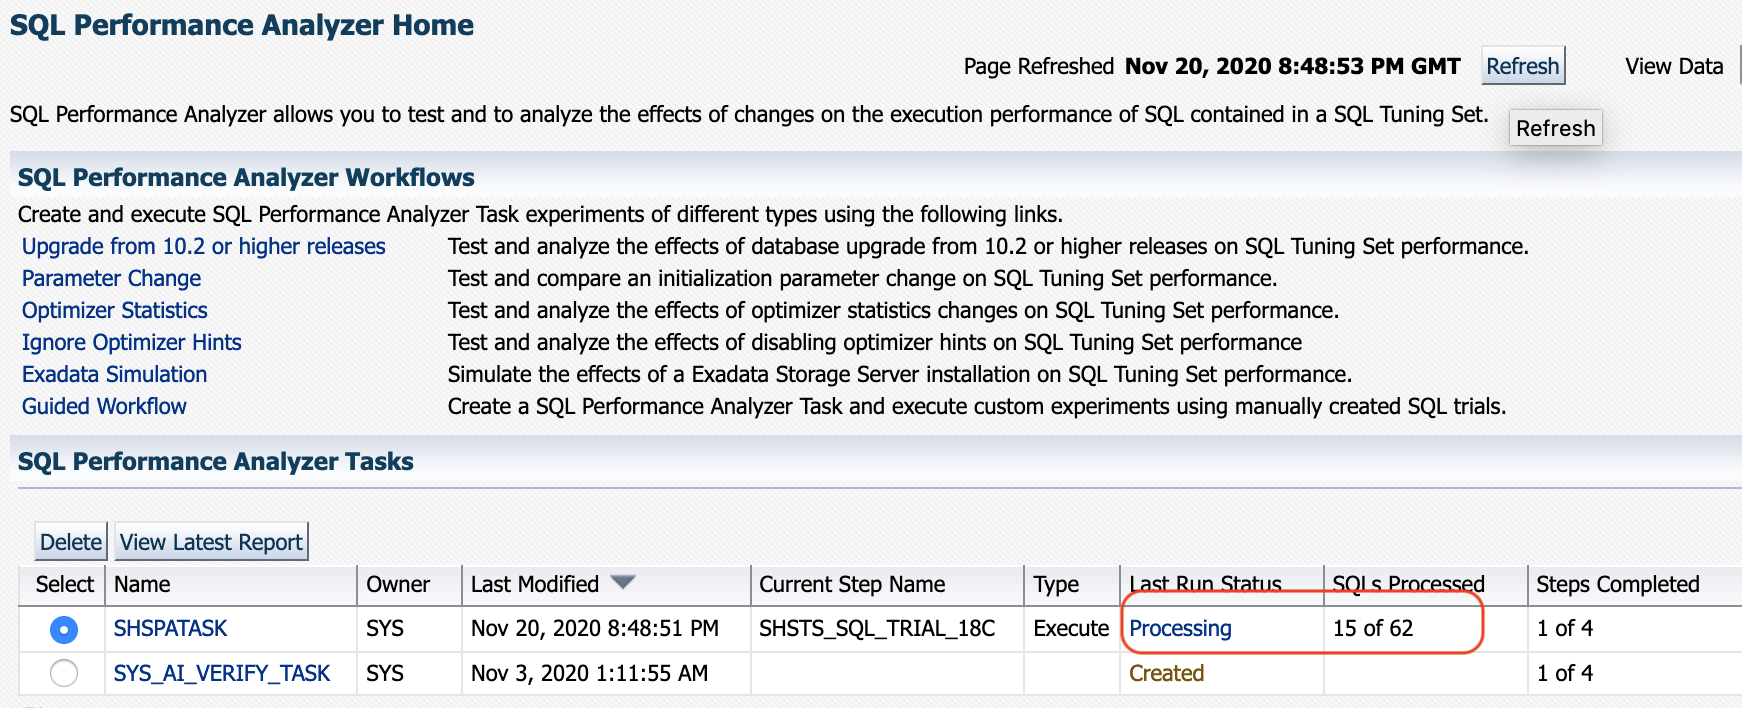 SQL Performance Analyzer Home
Page Refreshed Nov 20, 2020 8:48:53 PM GMT Refresh View Data
SQL Performance Analyzer allows you to test and to analyze the effects of changes on the execution performance of SQL contained in a SQL Tuning Set.
Refresh
SQL Performance Analyzer Workflows
Create and execute SQL Performance Analyzer Task experiments of different types using the following links.
Upgrade from 10.2 or higher releases Test and analyze the effects of database upgrade from 10.2 or higher releases on SQL Tuning Set performance.
Parameter Change Test and compare an initialization parameter change on SQL Tuning Set performance.
Optimizer Statistics Test and analyze the effects of optimizer statistics changes on SQL Tuning Set performance.
Ignore Optimizer Hints Test and analyze the effects of disabling optimizer hints on SQL Tuning Set performance
Exadata Simulation Simulate the effects of a Exadata Storage Server installation on SQL Tuning Set performance.
Guided Workflow Create a SQL Performance Analyzer Task and execute custom experiments using manually created SQL trials.
SQL Performance Analyzer Tasks
Delete View Latest Report
Select Name Owner Last Modified Current Step Name Type Last Run Status SQLs Processed Steps Completed
SHSPATASK SYS Nov 20, 2020 8:48:51 PM SHSTS_SQL_TRIAL_18C Execute Processing 15 of 62 1 of 4
SYS_AI_VERIFY_TASK SYS Nov 3, 2020 1:11:55 AM Created 1 of 4